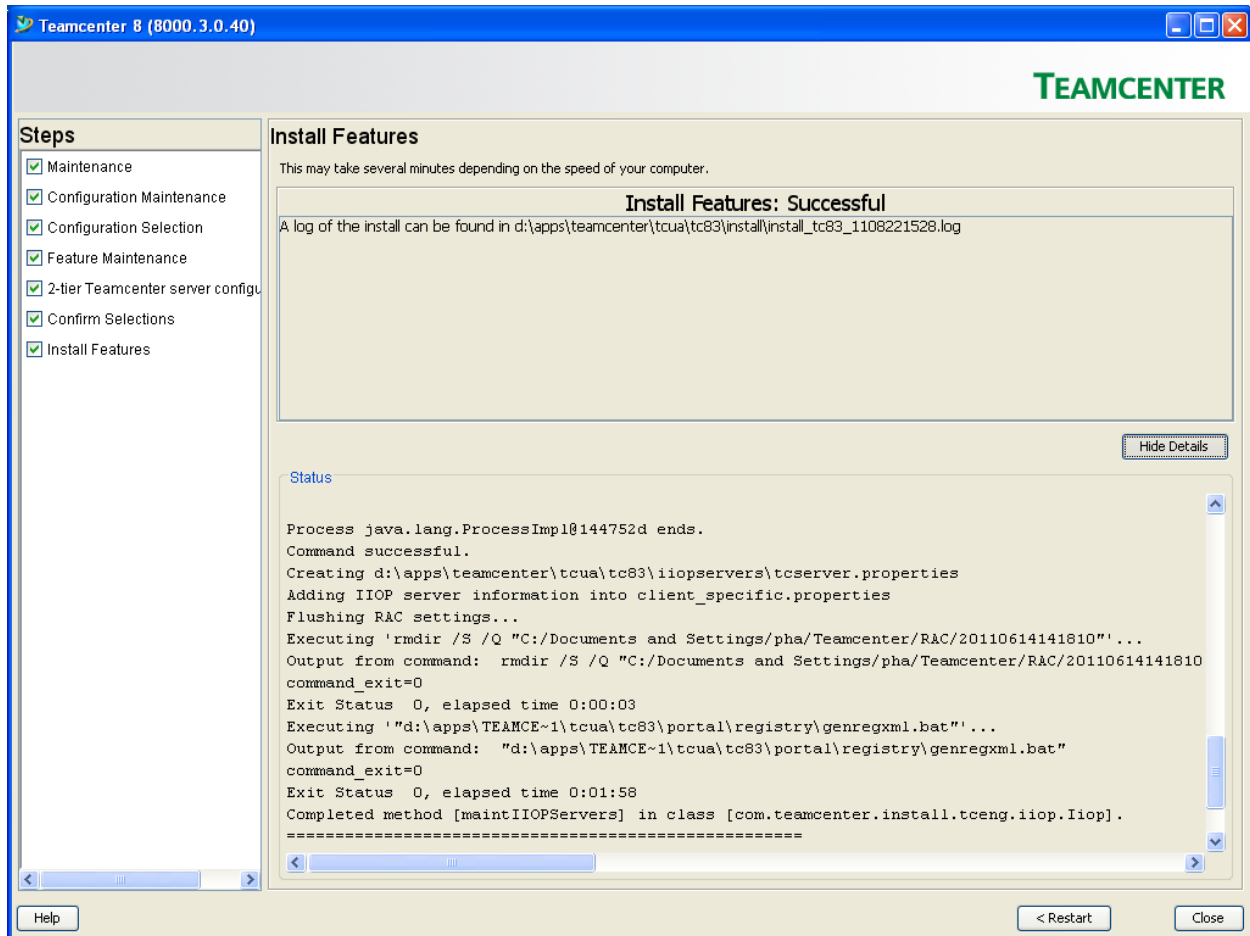 Teamcenter 8 (8000.3.0.40)
TEAMCENTER
Steps
Maintenance
Configuration Maintenance
Configuration Selection
Feature Maintenance
2-tier Teamcenter server configu
Confirm Selections
Install Features
Install Features
This may take several minutes depending on the speed of your computer.
Install Features: Successful
A log of the install can be found in d:\apps\teamcenter\tcua\tc83\install\install_tc83_1108221528.log
Hide Details
Status
Process java.lang.ProcessImpl@144752d ends.
Command successful.
Creating d:\apps\teamcenter\tcua\tc83\iiopservers\tcserver.properties
Adding IIOP server information into client_specific.properties
Flushing RAC settings...
Executing 'rmdir /S /Q "C:/Documents and Settings/pha/Teamcenter/RAC/20110614141810"'...
Output from command:  rmdir /S /Q "C:/Documents and Settings/pha/Teamcenter/RAC/20110614141810
command_exit=0
Exit Status  0, elapsed time 0:00:03
Executing '"d:\apps\TEAMCE~1\tcua\tc83\portal\registry\genregxml.bat"'...
Output from command:  "d:\apps\TEAMCE~1\tcua\tc83\portal\registry\genregxml.bat"
command_exit=0
Exit Status  0, elapsed time 0:01:58
Completed method [maintIIOPServers] in class [com.teamcenter.install.tceng.iiop.Iiop].
=====================================================
Help
< Restart
Close